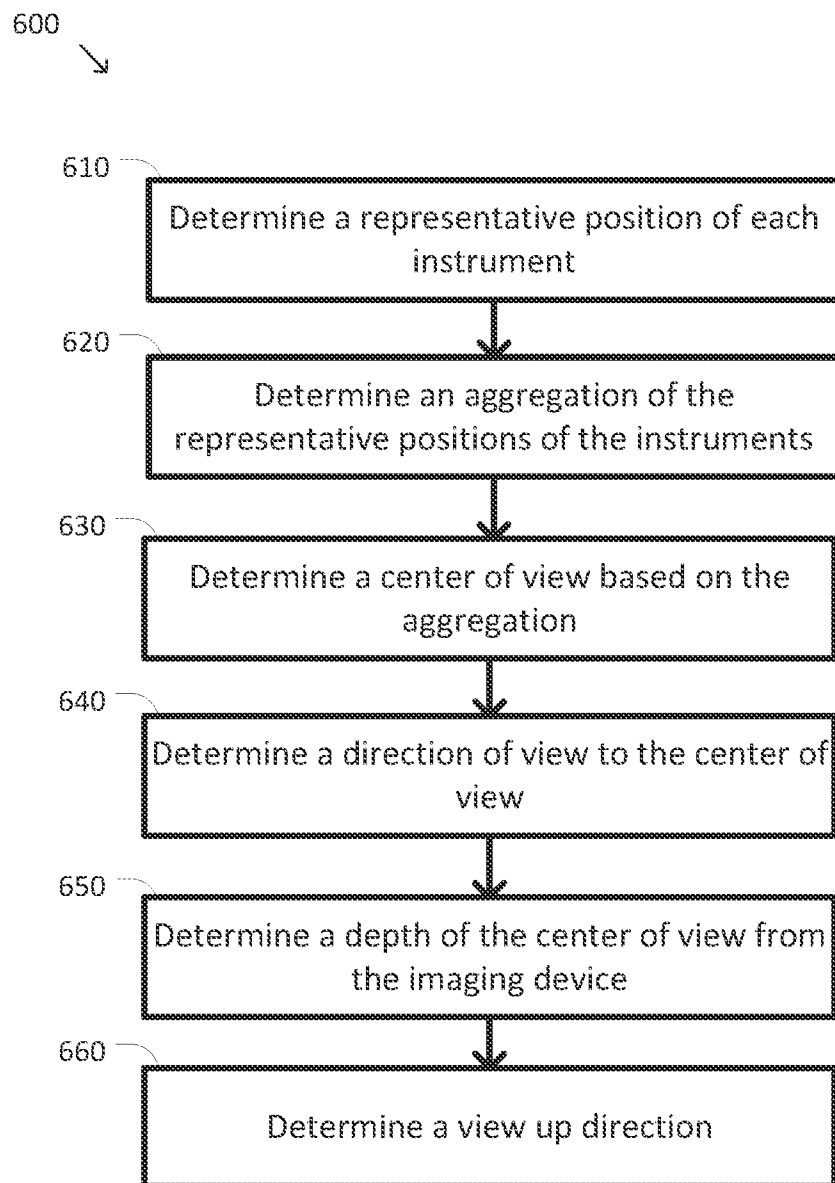 600
610
Determine a representative position of each
instrument
620
Determine an aggregation of the
representative positions of the instruments
630
Determine a center of view based on the
aggregation
640
Determine a direction of view to the center of
view
650
Determine a depth of the center of view from
the imaging device
660
Determine a view up direction